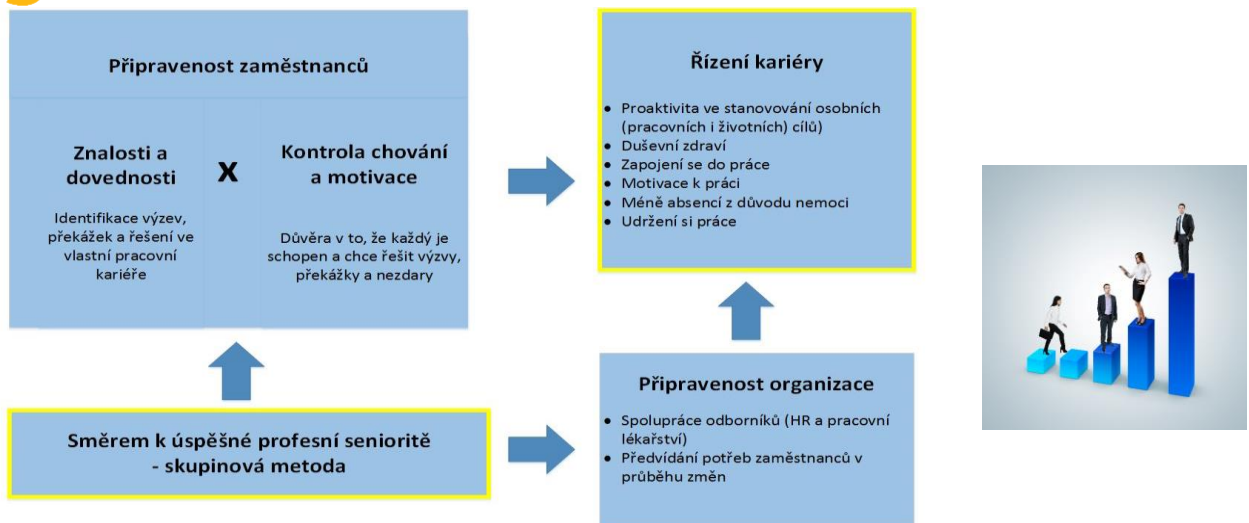 Připravenost zaměstnanců
Znalosti a
dovednosti
Identifikace výzev,
překážek a řešení ve
vlastní pracovní
kariéře
X
Kontrola chování
a motivace
Důvěra v to, že každý je
schopen a chce řešit výzvy,
překážky a nezdary
Řízení kariéry
• Proaktivita ve stanovování osobních
(pracovních i životních) cílů)
• Duševní zdraví
• Zapojení se do práce
• Motivace k práci
• Méně absencí z důvodu nemoci
• Udržení si práce
Směrem k úspěšné profesní senioritě
- skupinová metoda
Připravenost organizace
• Spolupráce odborníků (HR a pracovní
lékařství)
• Předvídání potřeb zaměstnanců v
průběhu změn